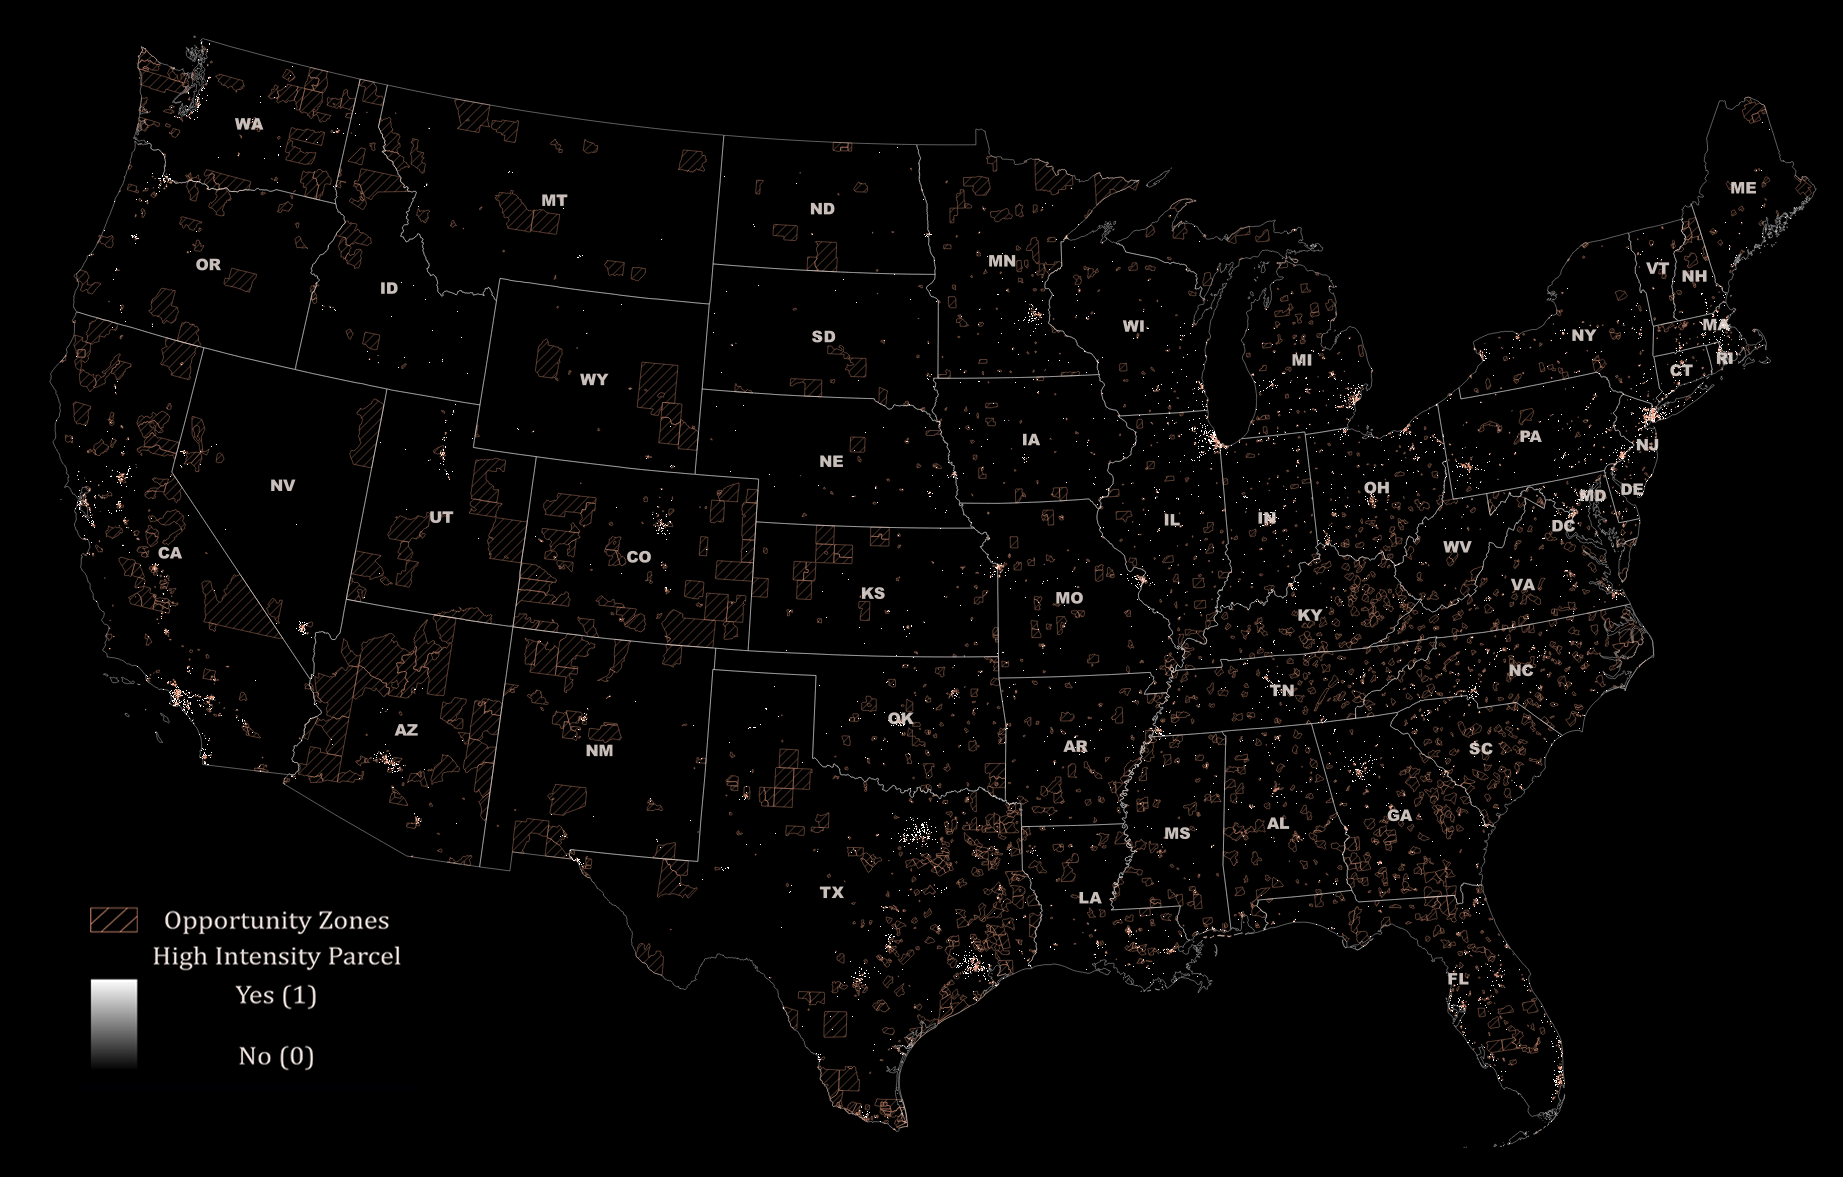 WA
MT
ND
ME
OR
ID
MN
VT
NH
SD
WI
NY
MA
WY
MI
RI
CT
NV
NE
IA
PA
NJ
UT
CO
OH
MD
DE
CA
KS
IL
IN
DC
WV
MO
KY
VA
AZ
NM
OK
AR
TN
NC
SC
TX
LA
MS
AL
GA
FL
Opportunity Zones
High Intensity Parcel
Yes (1)
No (0)